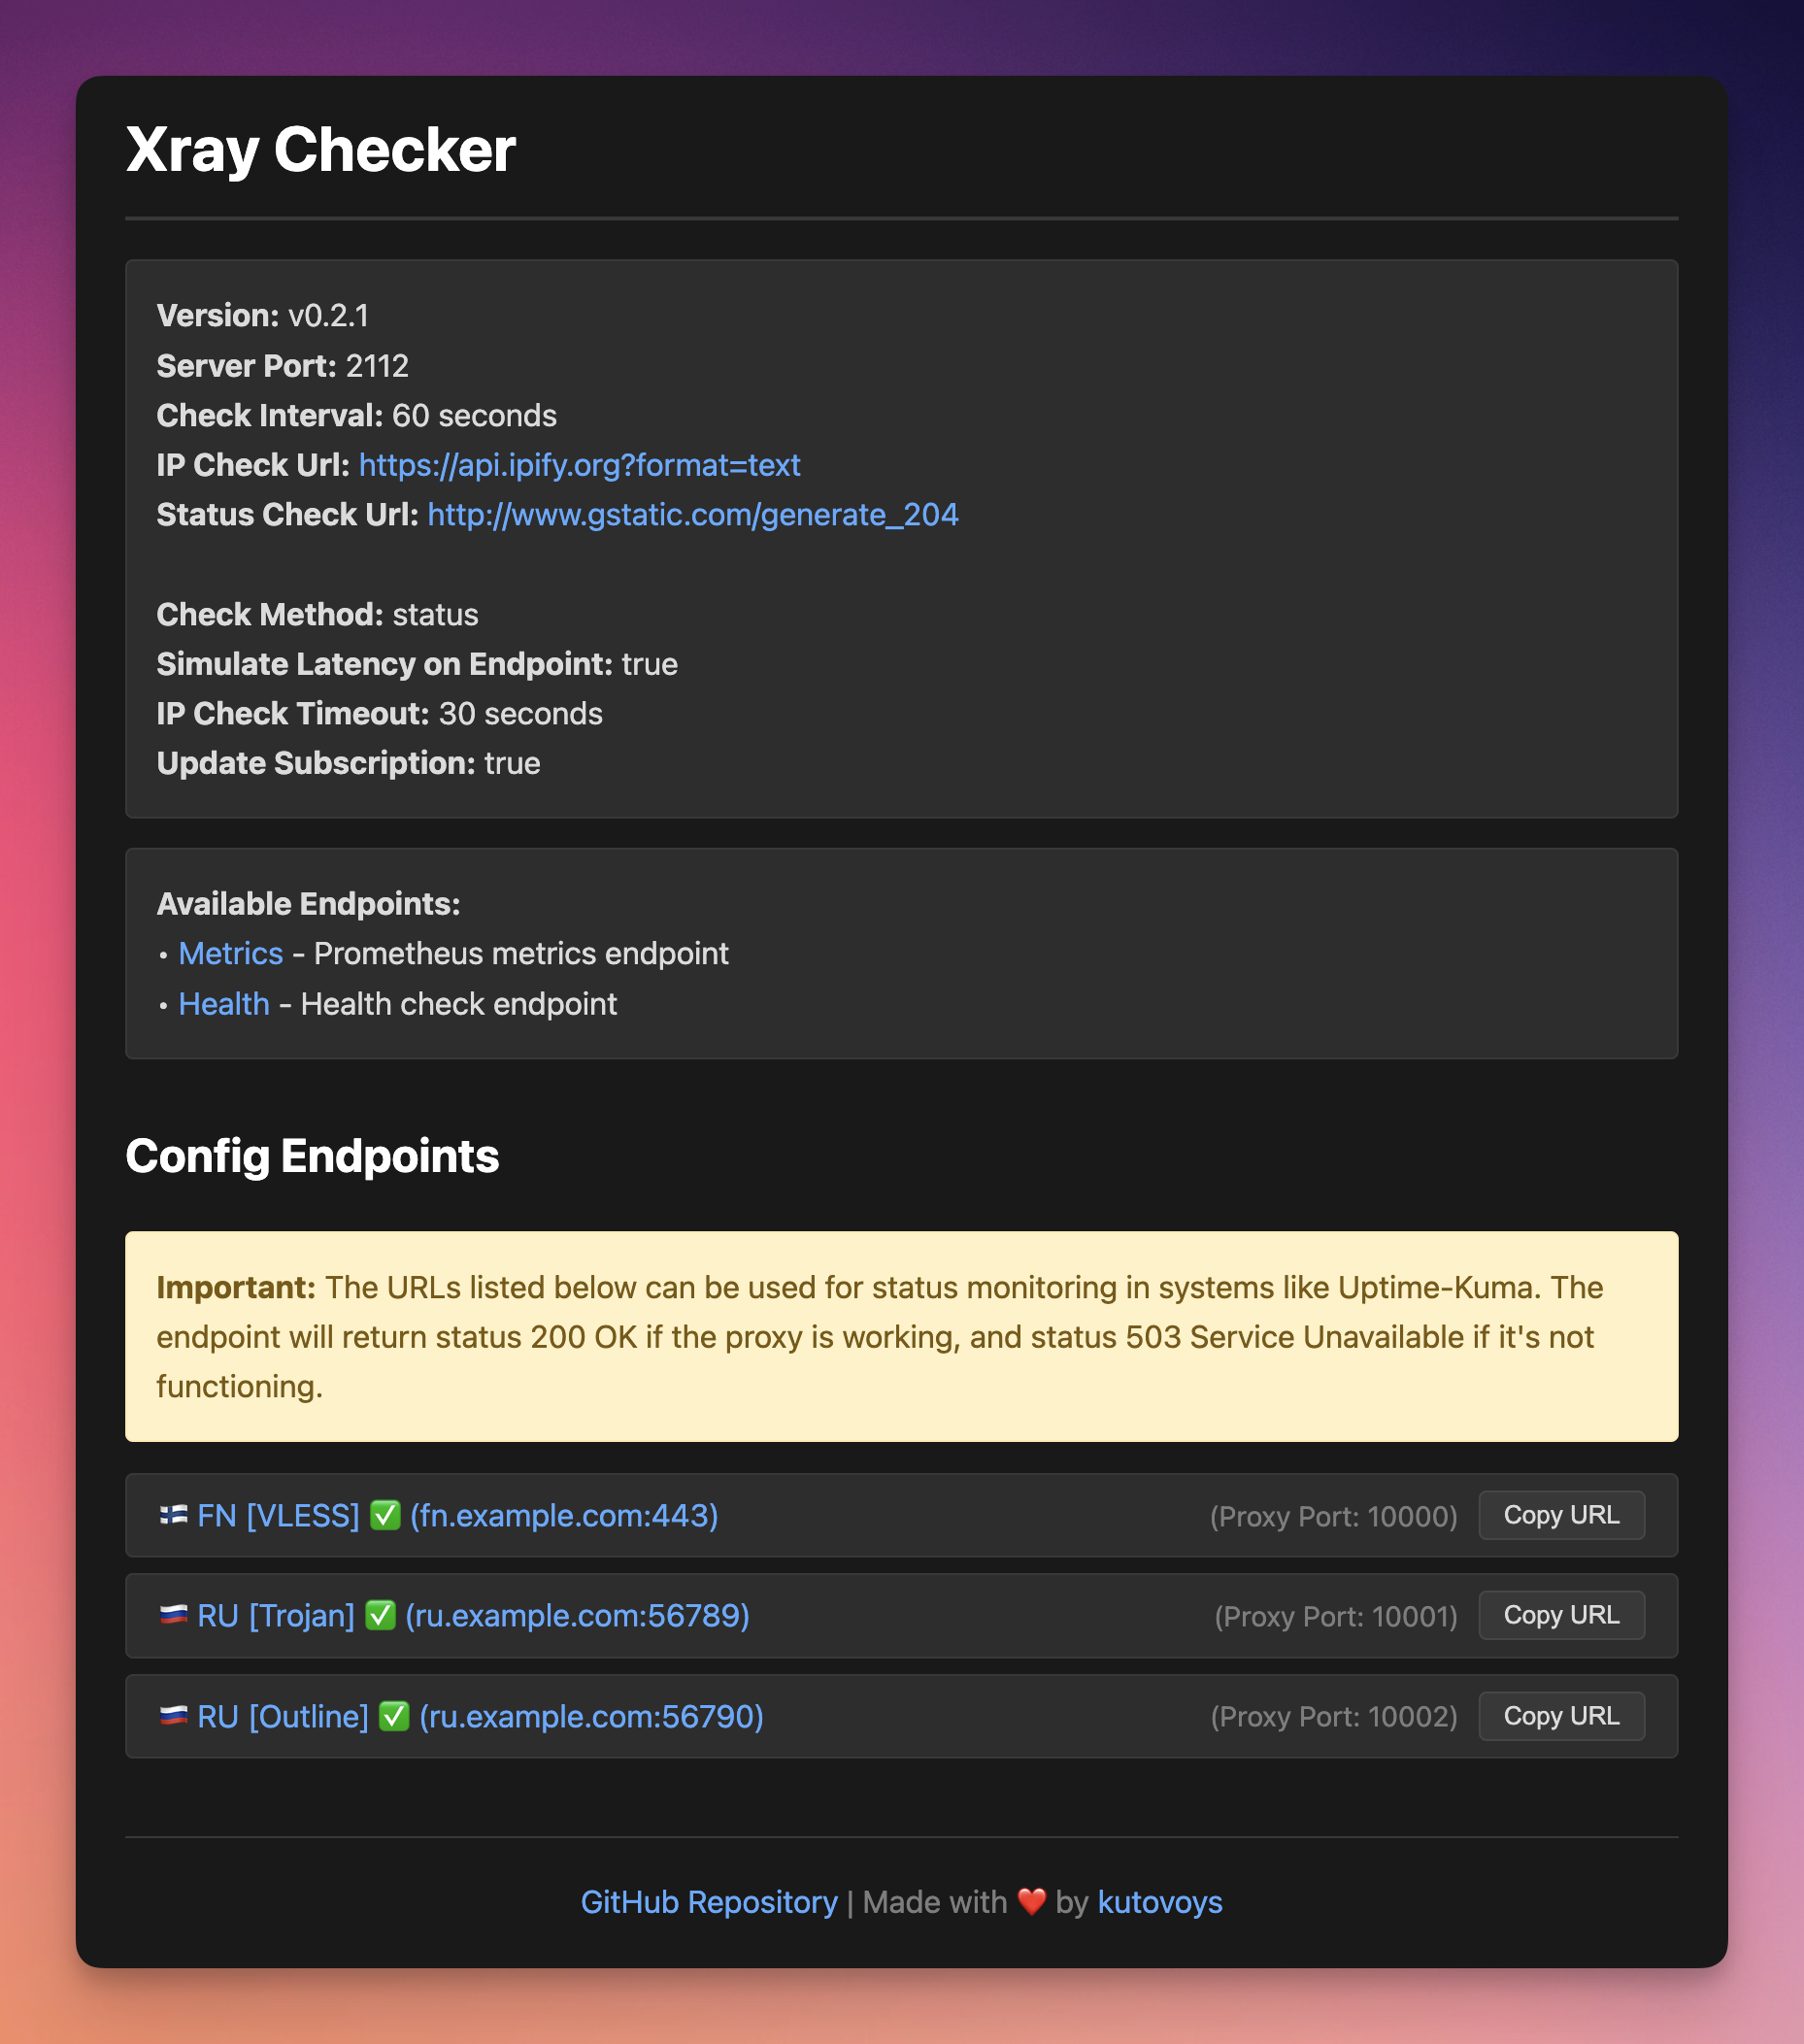 Xray Checker
Version: v0.2.1
Server Port: 2112
Check Interval: 60 seconds
IP Check Url: https://api.ipify.org?format=text
Status Check Url: http://www.gstatic.com/generate_204
Check Method: status
Simulate Latency on Endpoint: true
IP Check Timeout: 30 seconds
Update Subscription: true
Available Endpoints:
• Metrics - Prometheus metrics endpoint
• Health - Health check endpoint
Config Endpoints
Important: The URLs listed below can be used for status monitoring in systems like Uptime-Kuma. The
endpoint will return status 200 OK if the proxy is working, and status 503 Service Unavailable if it's not
functioning.
🇫🇮 FN [VLESS] ✅ (fn.example.com:443) (Proxy Port: 10000) Copy URL
🇷🇺 RU [Trojan] ✅ (ru.example.com:56789) (Proxy Port: 10001) Copy URL
🇷🇺 RU [Outline] ✅ (ru.example.com:56790) (Proxy Port: 10002) Copy URL
GitHub Repository | Made with ❤️ by kutovoys